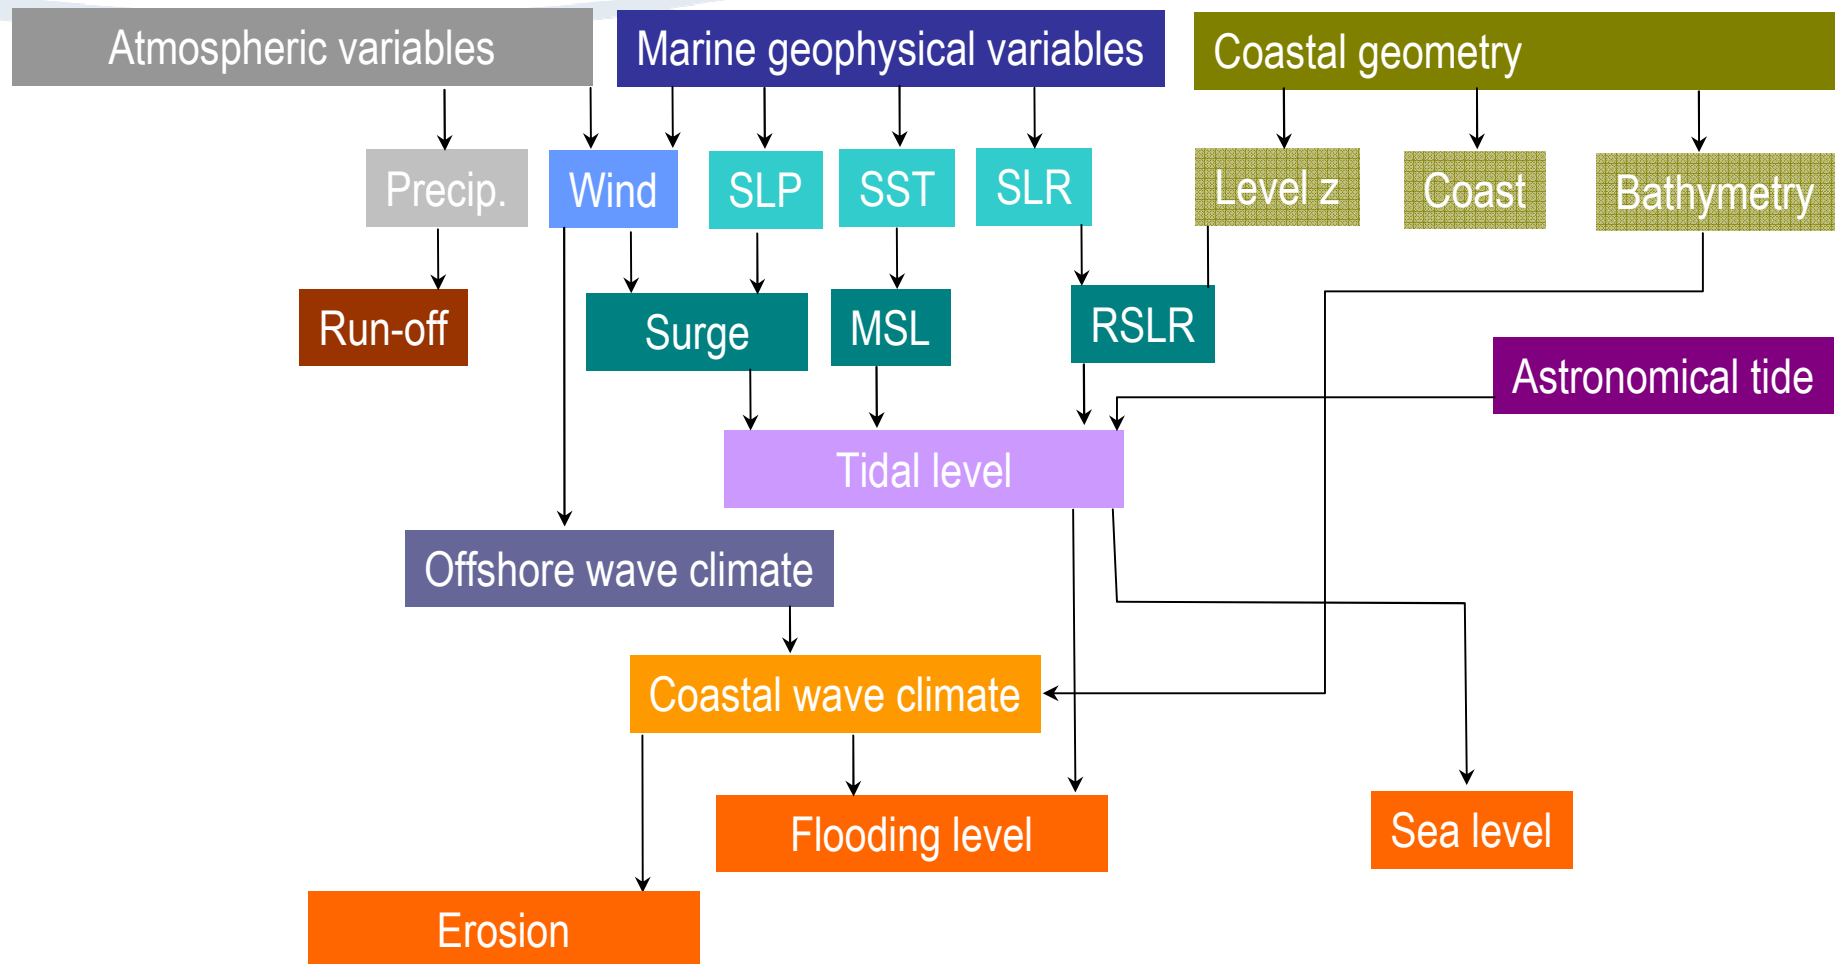 Atmospheric variables
Marine geophysical variables
Coastal geometry
Precip.
Wind
SLP
SST
SLR
Level z
Coast
Bathymetry
Run-off
Surge
MSL
RSLR
Astronomical tide
Tidal level
Offshore wave climate
Coastal wave climate
Flooding level
Sea level
Erosion